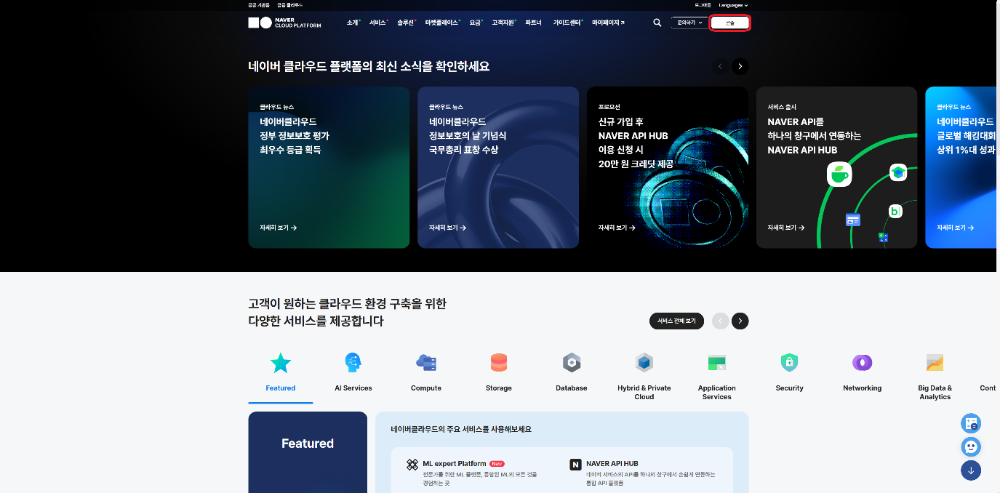 공공 기관용 금융 클라우드
로그아웃 Languages
NAVER
CLOUD PLATFORM
소개 서비스 솔루션 마켓플레이스 요금 고객지원 파트너 가이드센터 마이페이지
문의하기
콘솔
네이버 클라우드 플랫폼의 최신 소식을 확인하세요
클라우드 뉴스
네이버클라우드
정부 정보보호 평가
최우수 등급 획득
자세히 보기
클라우드 뉴스
네이버클라우드
정보보호의 날 기념식
국무총리 표창 수상
자세히 보기
프로모션
신규 가입 후
NAVER API HUB
이용 신청 시
20만 원 크레딧 제공
자세히 보기
서비스 출시
NAVER API를
하나의 창구에서 연동하는
NAVER API HUB
자세히 보기
클라우드 뉴스
네이버클라우드
글로벌 해킹대회
상위 1%대 성과
자세히 보기
고객이 원하는 클라우드 환경 구축을 위한
다양한 서비스를 제공합니다
서비스 전체 보기
Featured
AI Services
Compute
Storage
Database
Hybrid & Private
Cloud
Application
Services
Security
Networking
Big Data &
Analytics
Cont
Featured
네이버클라우드의 주요 서비스를 사용해보세요
ML expert Platform New
전문가를 위한 ML 플랫폼, 통합된 ML의 모든 것을
경험하는 곳
N NAVER API HUB
네이버 서비스의 API를 하나의 창구에서 손쉽게 연동하는
통합 API 플랫폼